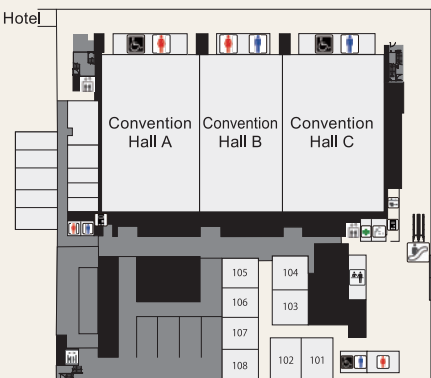 Hotel
Convention
Hall A
Convention
Hall B
Convention
Hall C
105
104
106
103
107
108
102
101